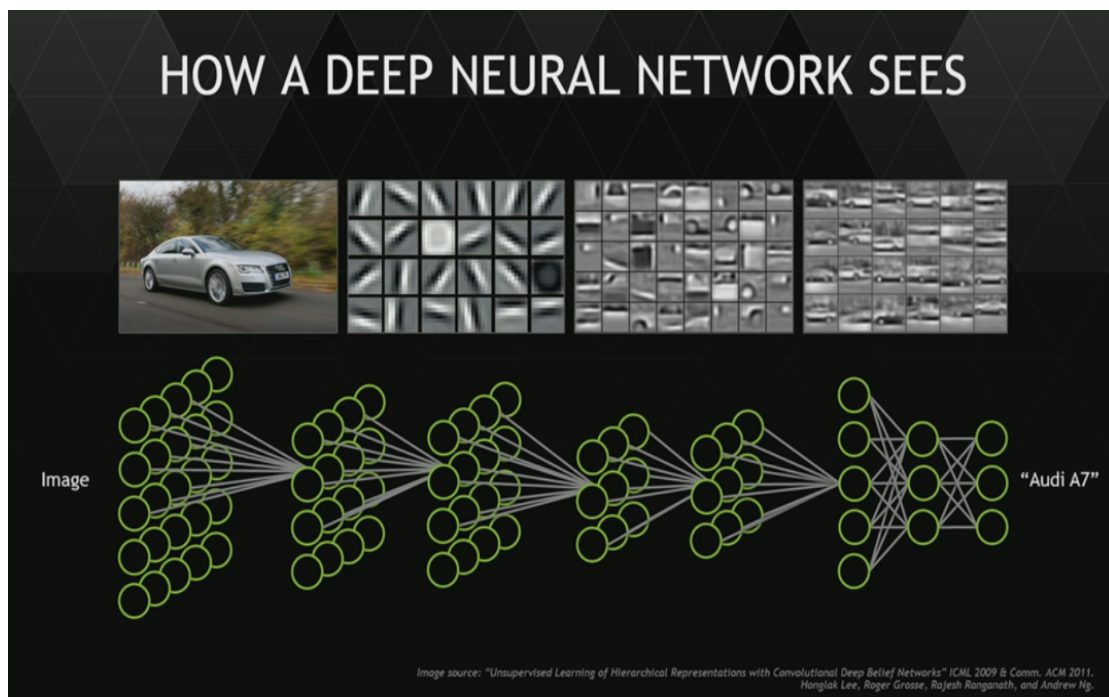 HOW A DEEP NEURAL NETWORK SEES
Image
“Audi A7”
Image source: “Unsupervised Learning of Hierarchical Representations with Convolutional Deep Belief Networks” ICML 2009 & Comm. ACM 2011.
Honglak Lee, Roger Grosse, Rajesh Ranganath, and Andrew Ng.